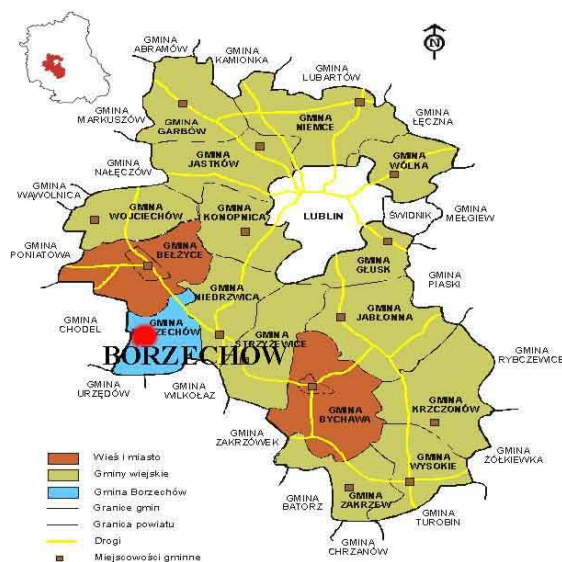 GMINA
ABRAMÓW
GMINA
KAMIONKA
GMINA
LUBARTÓW
N
GMINA
MARKUSZÓW
GMINA
GARBÓW
GMINA
NIEMCE
GMINA
ŁĘCZNA
GMINA
JASTKÓW
GMINA
WÓLKA
GMINA
NAŁĘCZÓW
GMINA
WĄWOLNICA
GMINA
WOJCIECHÓW
GMINA
KONOPNICA
LUBLIN
ŚWIDNIK
GMINA
MEŁGIEW
GMINA
PONIATOWA
GMINA
BEŁŻYCE
GMINA
GŁUSK
GMINA
PIASKI
GMINA
NIEDRZWICA
GMINA
CHODEL
GMINA
JABŁONNA
GMINA
STRZYŻEWICE
BORZECHÓW
GMINA
RYBCZEWICE
GMINA
URZĘDÓW
GMINA
WILKOŁAZ
GMINA
BYCHAWA
GMINA
KRZCZONÓW
GMINA
ZAKRZÓWEK
GMINA
ŻÓŁKIEWKA
GMINA
WYSOKIE
GMINA
BATORZ
GMINA
ZAKRZEW
GMINA
TUROBIN
GMINA
CHRZANÓW
Wieś i miasto
Gminy wiejskie
Gmina Borzechów
Granice gmin
Granica powiatu
Drogi
Miejscowości gminne